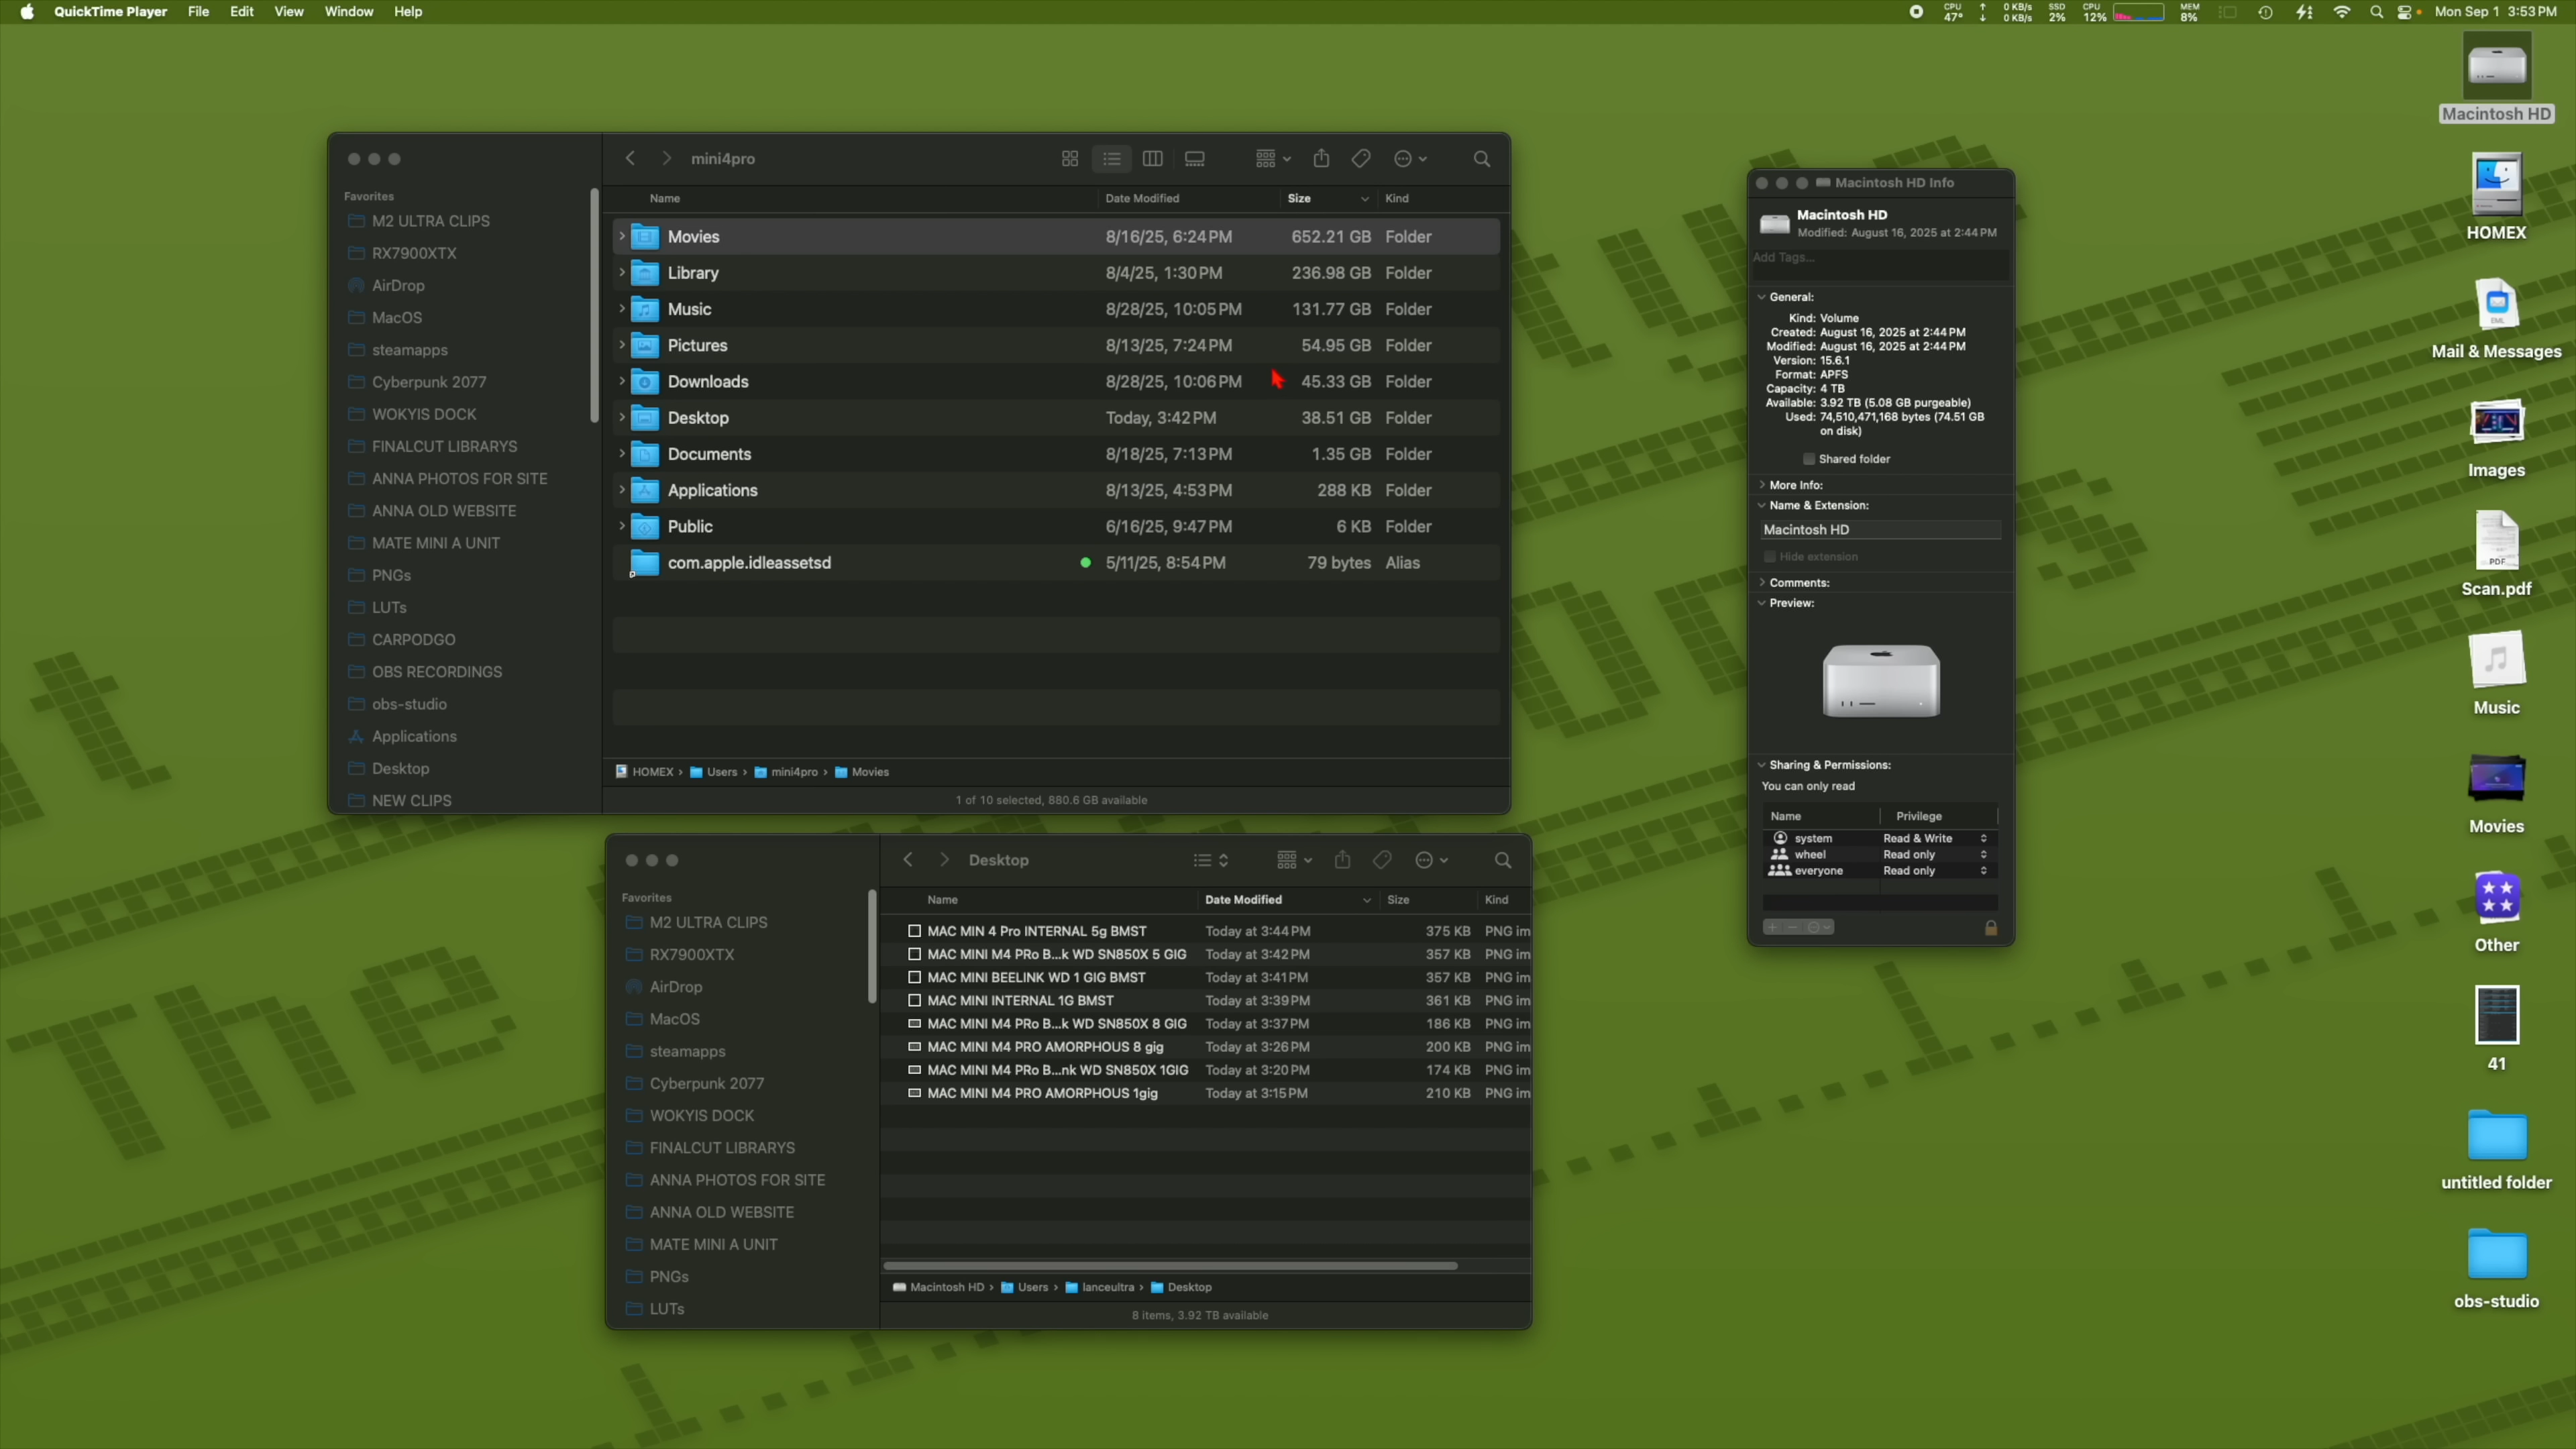 QuickTime Player File Edit View Window Help
CPU 47° ↑ 0 KB/s ↓ 0 KB/s SSD 2% CPU 12% MEM 8% Mon Sep 1 3:53 PM
Macintosh HD
HOMEX
Mail & Messages
Images
Scan.pdf
Music
Movies
Other
41
untitled folder
obs-studio
mini4pro
Favorites
M2 ULTRA CLIPS
RX7900XTX
AirDrop
MacOS
steamapps
Cyberpunk 2077
WOKYIS DOCK
FINALCUT LIBRARYS
ANNA PHOTOS FOR SITE
ANNA OLD WEBSITE
MATE MINI A UNIT
PNGs
LUTs
CARPODGO
OBS RECORDINGS
obs-studio
Applications
Desktop
NEW CLIPS
Name Date Modified Size Kind
Movies 8/16/25, 6:24 PM 652.21 GB Folder
Library 8/4/25, 1:30 PM 236.98 GB Folder
Music 8/28/25, 10:05 PM 131.77 GB Folder
Pictures 8/13/25, 7:24 PM 54.95 GB Folder
Downloads 8/28/25, 10:06 PM 45.33 GB Folder
Desktop Today, 3:42 PM 38.51 GB Folder
Documents 8/18/25, 7:13 PM 1.35 GB Folder
Applications 8/13/25, 4:53 PM 288 KB Folder
Public 6/16/25, 9:47 PM 6 KB Folder
com.apple.idleassetsd 5/11/25, 8:54 PM 79 bytes Alias
HOMEX › Users › mini4pro › Movies
1 of 10 selected, 880.6 GB available
Desktop
Favorites
M2 ULTRA CLIPS
RX7900XTX
AirDrop
MacOS
steamapps
Cyberpunk 2077
WOKYIS DOCK
FINALCUT LIBRARYS
ANNA PHOTOS FOR SITE
ANNA OLD WEBSITE
MATE MINI A UNIT
PNGs
LUTs
Name Date Modified Size Kind
MAC MIN 4 Pro INTERNAL 5g BMST Today at 3:44 PM 375 KB PNG im
MAC MINI M4 PRo B...k WD SN850X 5 GIG Today at 3:42 PM 357 KB PNG im
MAC MINI BEELINK WD 1 GIG BMST Today at 3:41 PM 357 KB PNG im
MAC MINI INTERNAL 1G BMST Today at 3:39 PM 361 KB PNG im
MAC MINI M4 PRo B...k WD SN850X 8 GIG Today at 3:37 PM 186 KB PNG im
MAC MINI M4 PRO AMORPHOUS 8 gig Today at 3:26 PM 200 KB PNG im
MAC MINI M4 PRo B...nk WD SN850X 1GIG Today at 3:20 PM 174 KB PNG im
MAC MINI M4 PRO AMORPHOUS 1gig Today at 3:15 PM 210 KB PNG im
Macintosh HD › Users › lanceultra › Desktop
8 items, 3.92 TB available
Macintosh HD Info
Macintosh HD
Modified: August 16, 2025 at 2:44 PM
Add Tags...
General:
Kind: Volume
Created: August 16, 2025 at 2:44 PM
Modified: August 16, 2025 at 2:44 PM
Version: 15.6.1
Format: APFS
Capacity: 4 TB
Available: 3.92 TB (5.08 GB purgeable)
Used: 74,510,471,168 bytes (74.51 GB
on disk)
Shared folder
More Info:
Name & Extension:
Macintosh HD
Hide extension
Comments:
Preview:
Sharing & Permissions:
You can only read
Name Privilege
system Read & Write
wheel Read only
everyone Read only
The